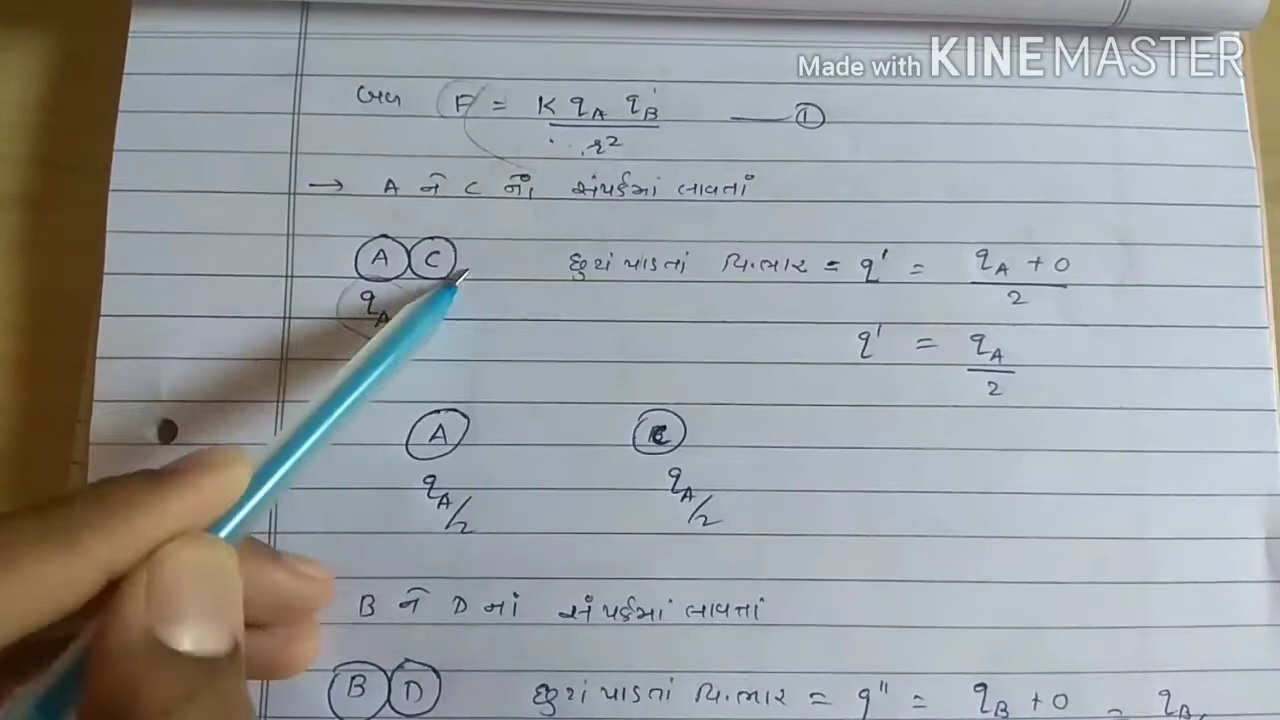 Made with KINEMASTER
બળ F = K qA qB / r² —— ①
→ A ને C નાં સંપર્કમાં લાવતાં
A C છુટાં પાડતાં વિ.ભાર = q' = qA + 0 / 2
qA
q' = qA / 2
A C
qA/2 qA/2
B ને D નાં સંપર્કમાં લાવતાં
B D છુટાં પાડતાં વિ.ભાર = q'' = qB + 0 = qB